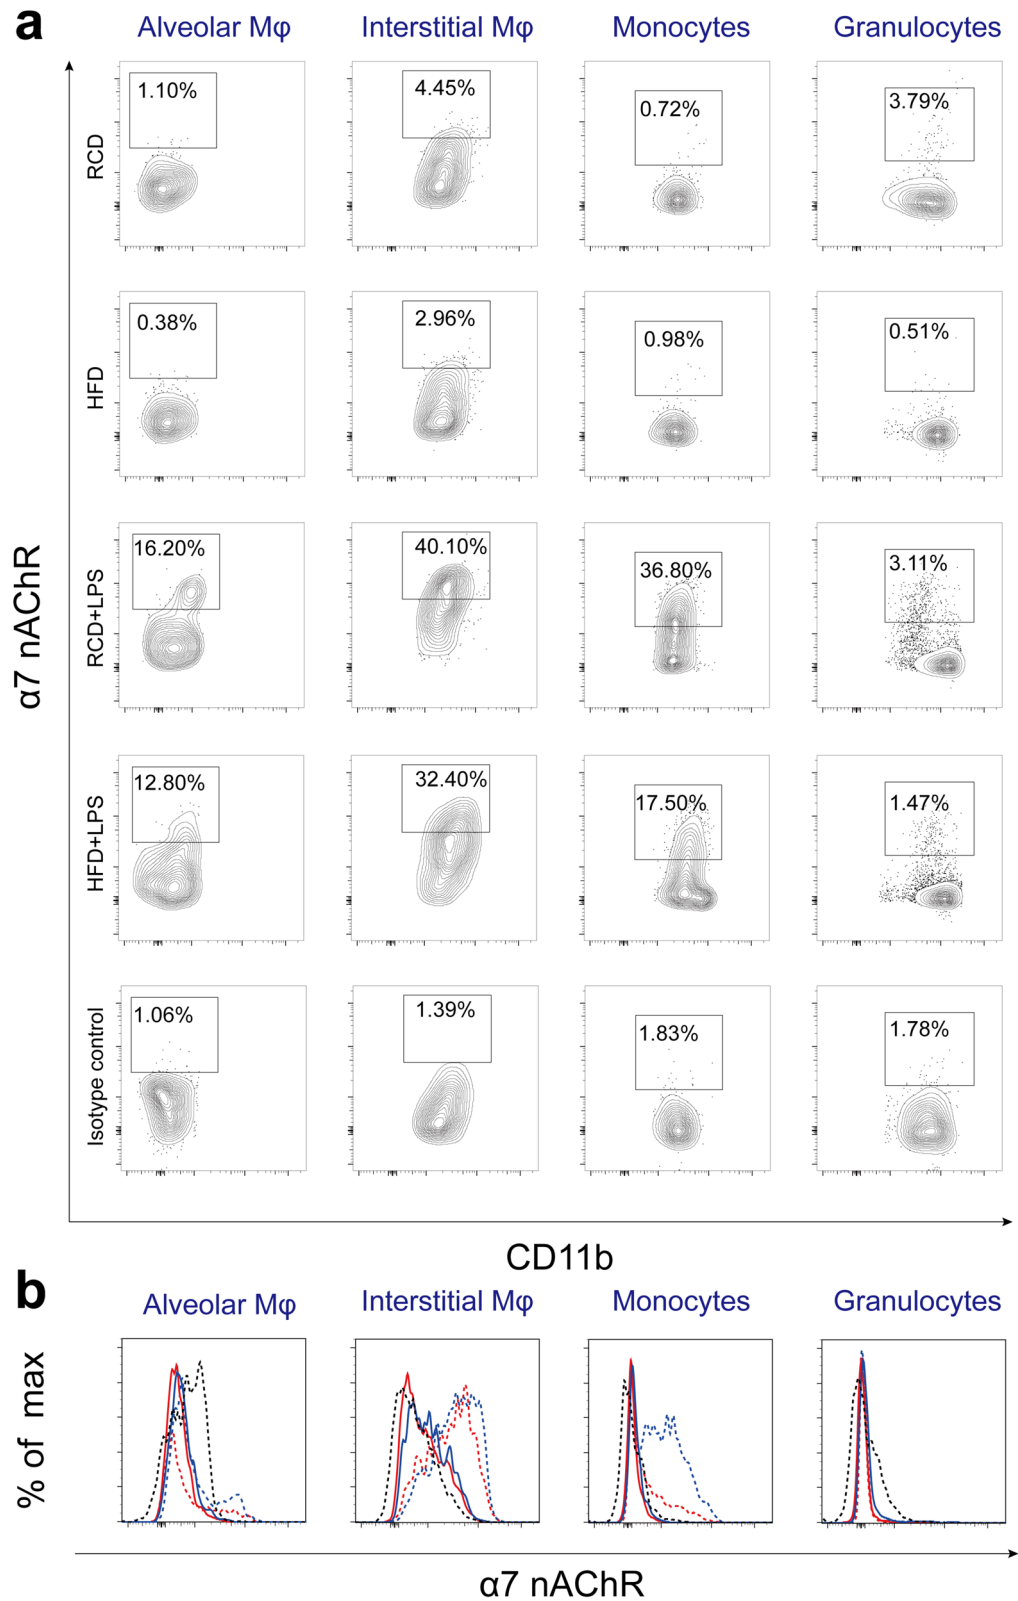 a
Alveolar Mφ Interstitial Mφ Monocytes Granulocytes
RCD
1.10% 4.45% 0.72% 3.79%
HFD
0.38% 2.96% 0.98% 0.51%
α7 nAChR
RCD+LPS
16.20% 40.10% 36.80% 3.11%
HFD+LPS
12.80% 32.40% 17.50% 1.47%
Isotype control
1.06% 1.39% 1.83% 1.78%
CD11b
b
Alveolar Mφ Interstitial Mφ Monocytes Granulocytes
% of max
α7 nAChR